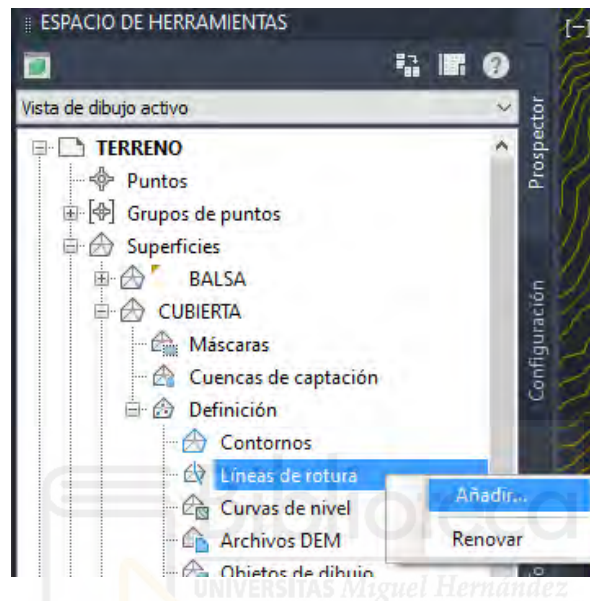 ESPACIO DE HERRAMIENTAS
[-]
Vista de dibujo activo
TERRENO
Puntos
Grupos de puntos
Superficies
BALSA
CUBIERTA
Máscaras
Cuencas de captación
Definición
Contornos
Líneas de rotura
Curvas de nivel
Archivos DEM
Objetos de dibujo
Añadir...
Renovar
Prospector
Configuración
Biblioteca
UNIVERSITAS Miguel Hernández